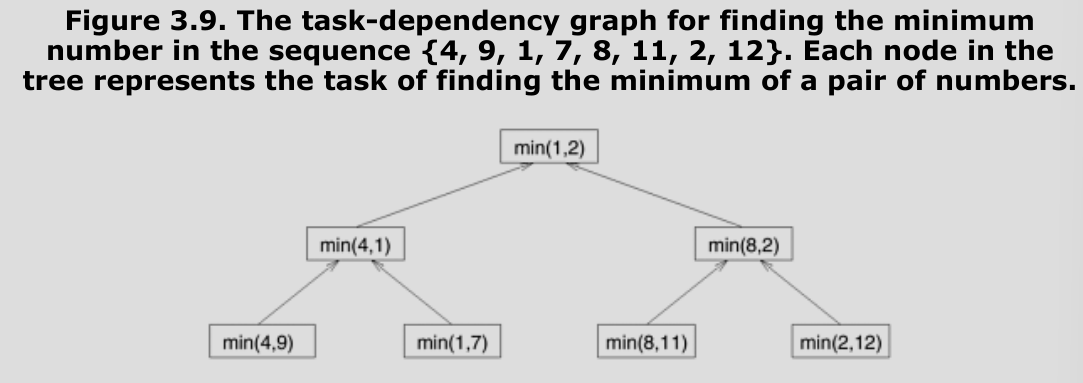 Figure 3.9. The task-dependency graph for finding the minimum
number in the sequence {4, 9, 1, 7, 8, 11, 2, 12}. Each node in the
tree represents the task of finding the minimum of a pair of numbers.
min(1,2)
min(4,1)
min(8,2)
min(4,9)
min(1,7)
min(8,11)
min(2,12)